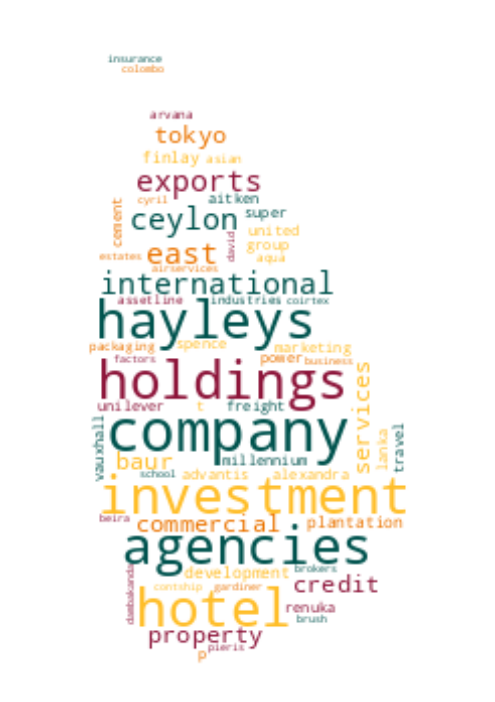 insurance
colombo
arvana
tokyo
finlay asian
exports
cyril aitken
cement ceylon super
united
david group
estates east aqua
airservices
international
assetline industries coirtex
hayleys
packaging spence marketing
factors power business
holdings
services
unilever t freight
vauxhall company lanka travel
baur millennium
school advantis alexandra
investment
beira commercial plantation
agencies
dambakanda development brokers
contship gardiner credit
hotel renuka
brush
property
pieris
p